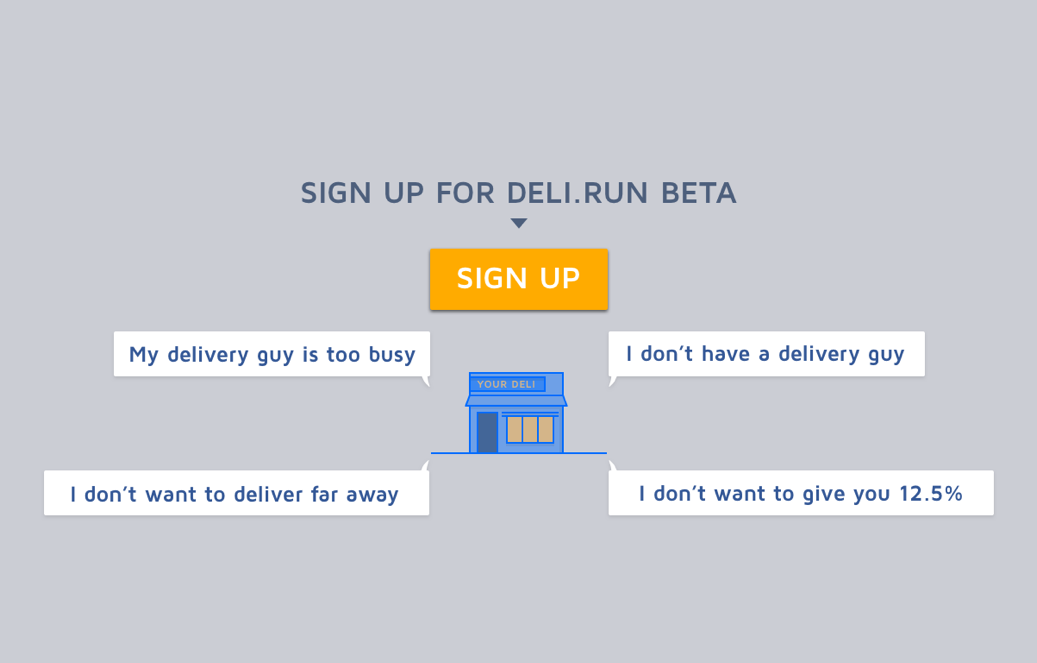 SIGN UP FOR DELI.RUN BETA
SIGN UP
My delivery guy is too busy
I don’t have a delivery guy
YOUR DELI
I don’t want to deliver far away
I don’t want to give you 12.5%